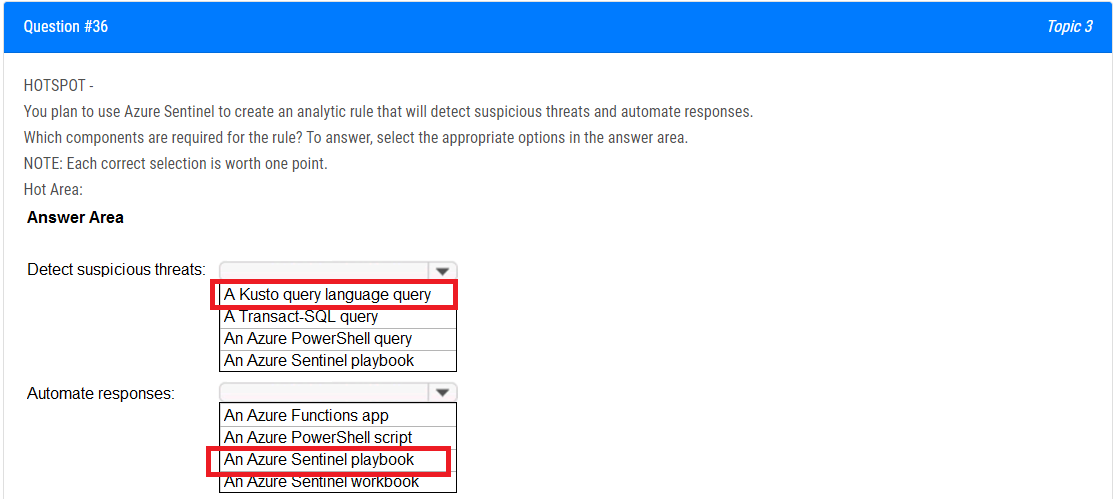 Question #36
Topic 3
HOTSPOT -
You plan to use Azure Sentinel to create an analytic rule that will detect suspicious threats and automate responses.
Which components are required for the rule? To answer, select the appropriate options in the answer area.
NOTE: Each correct selection is worth one point.
Hot Area:
Answer Area
Detect suspicious threats:
A Kusto query language query
A Transact-SQL query
An Azure PowerShell query
An Azure Sentinel playbook
Automate responses:
An Azure Functions app
An Azure PowerShell script
An Azure Sentinel playbook
An Azure Sentinel workbook